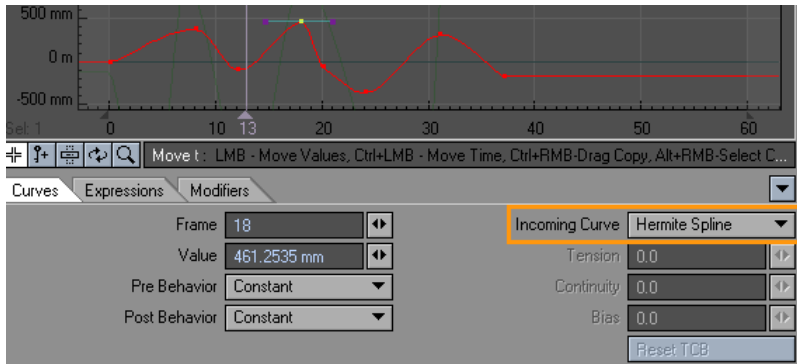 500 mm
0 m
-500 mm
Sel: 1 0 10 13 20 30 40 50 60
Move t : LMB - Move Values, Ctrl+LMB - Move Time, Ctrl+RMB-Drag Copy, Alt+RMB-Select C...
Curves Expressions Modifiers
Frame 18 Incoming Curve Hermite Spline
Value 461.2535 mm Tension 0.0
Pre Behavior Constant Continuity 0.0
Post Behavior Constant Bias 0.0
Reset TCB